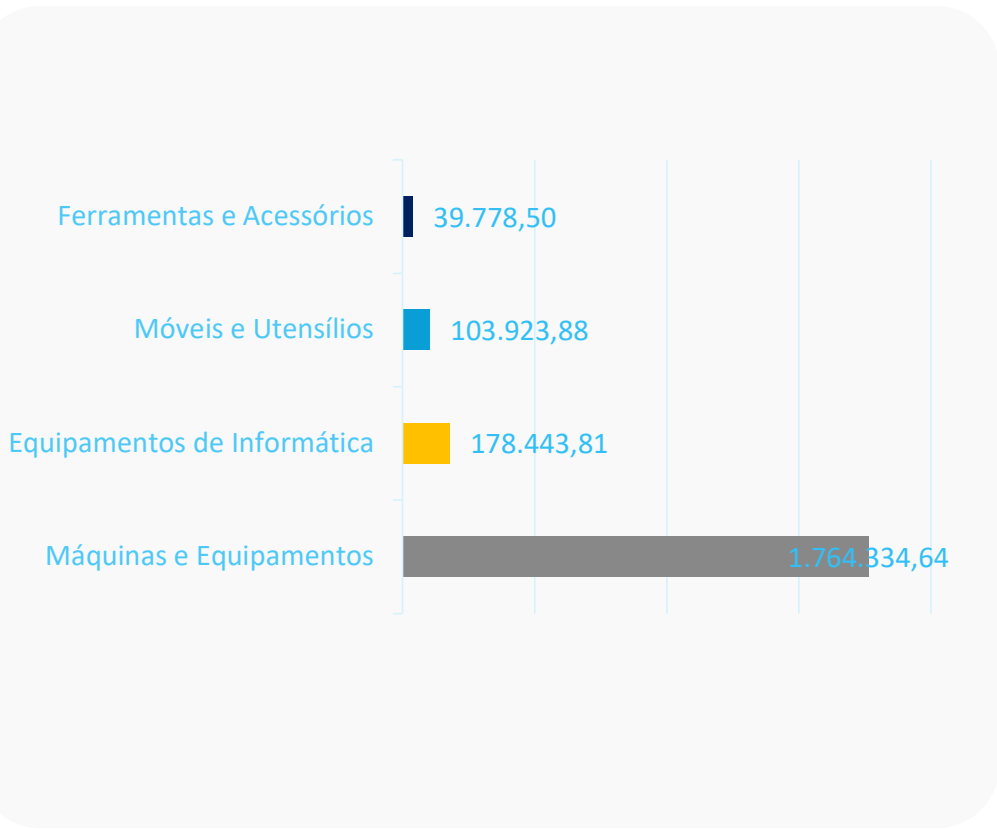 Ferramentas e Acessórios 39.778,50
Móveis e Utensílios 103.923,88
Equipamentos de Informática 178.443,81
Máquinas e Equipamentos 1.764.334,64